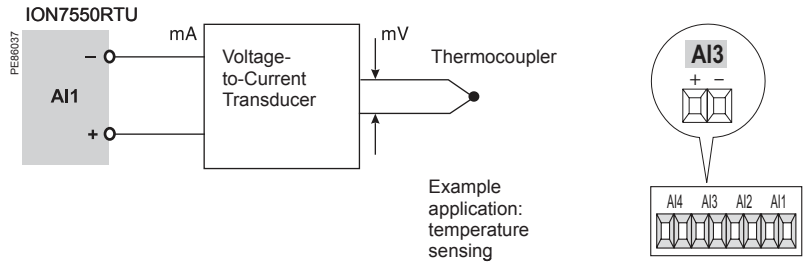 ION7550RTU
PE86037
mA
mV
– 
AI1
+
Voltage-
to-Current
Transducer
Thermocoupler
Example
application:
temperature
sensing
AI3
+ –
AI4 AI3 AI2 AI1